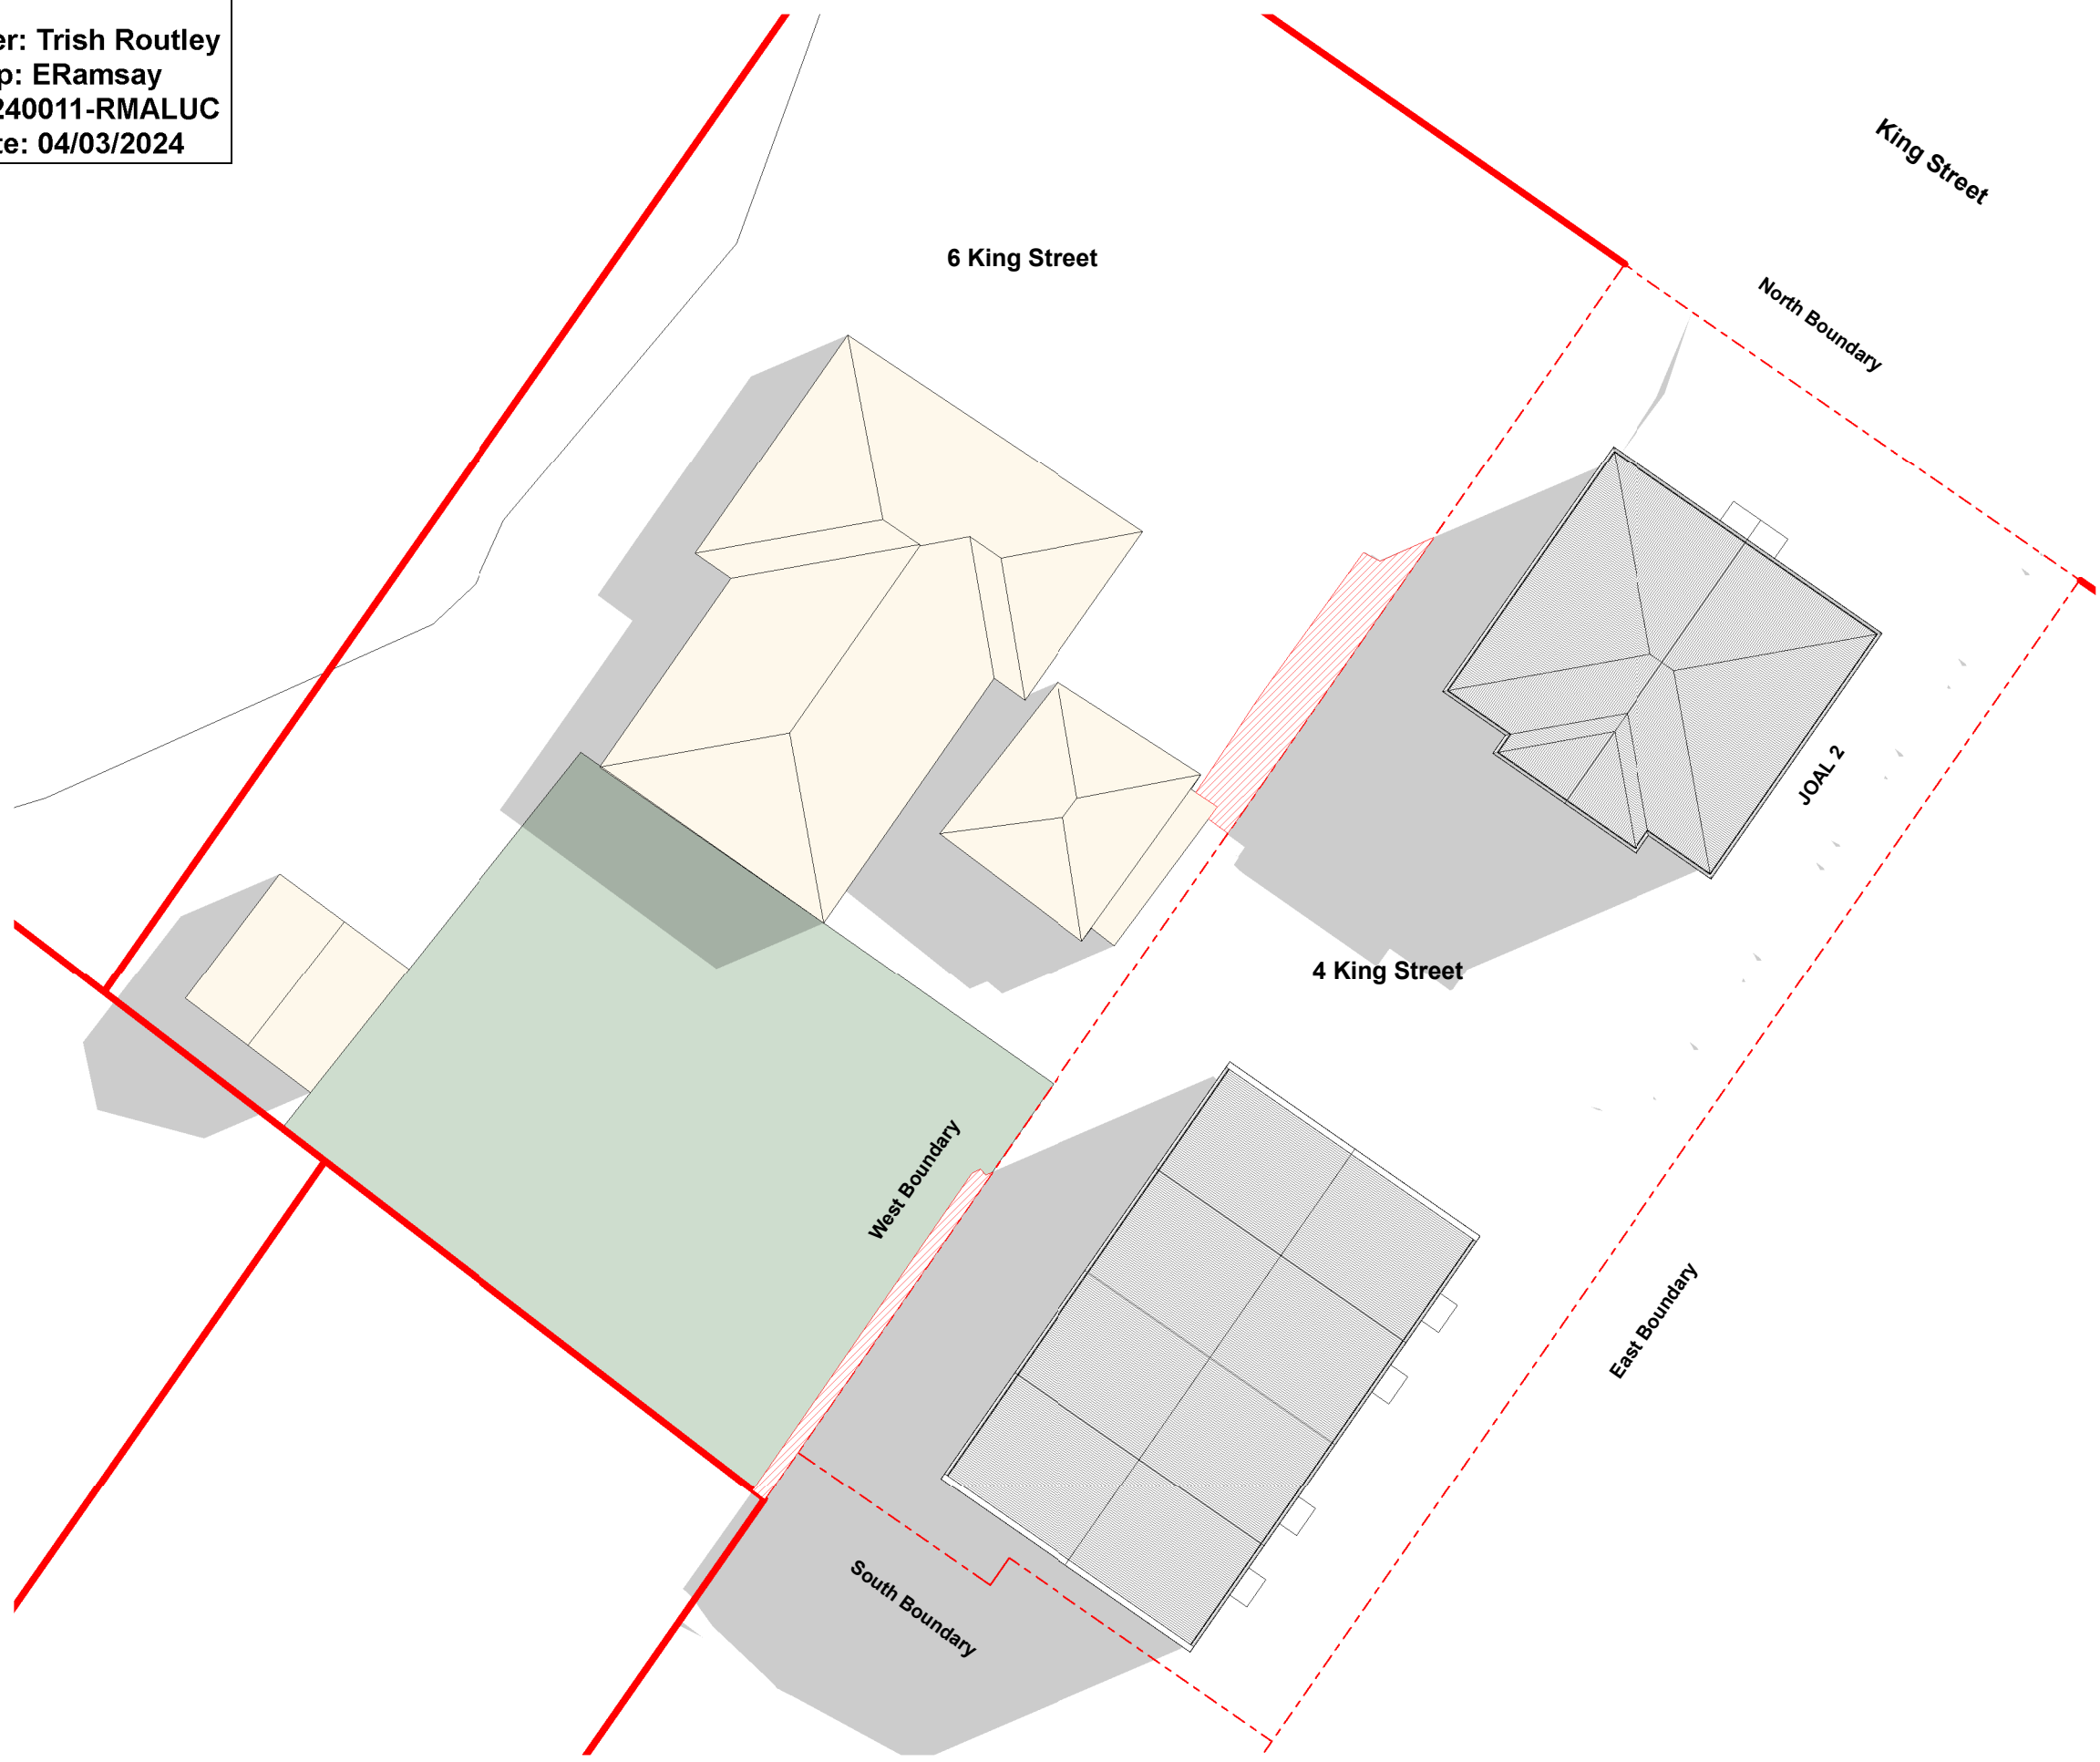 er: Trish Routley
p: ERamsay
240011-RMALUC
te: 04/03/2024
King Street
6 King Street
North Boundary
JOAL 2
4 King Street
West Boundary
East Boundary
South Boundary